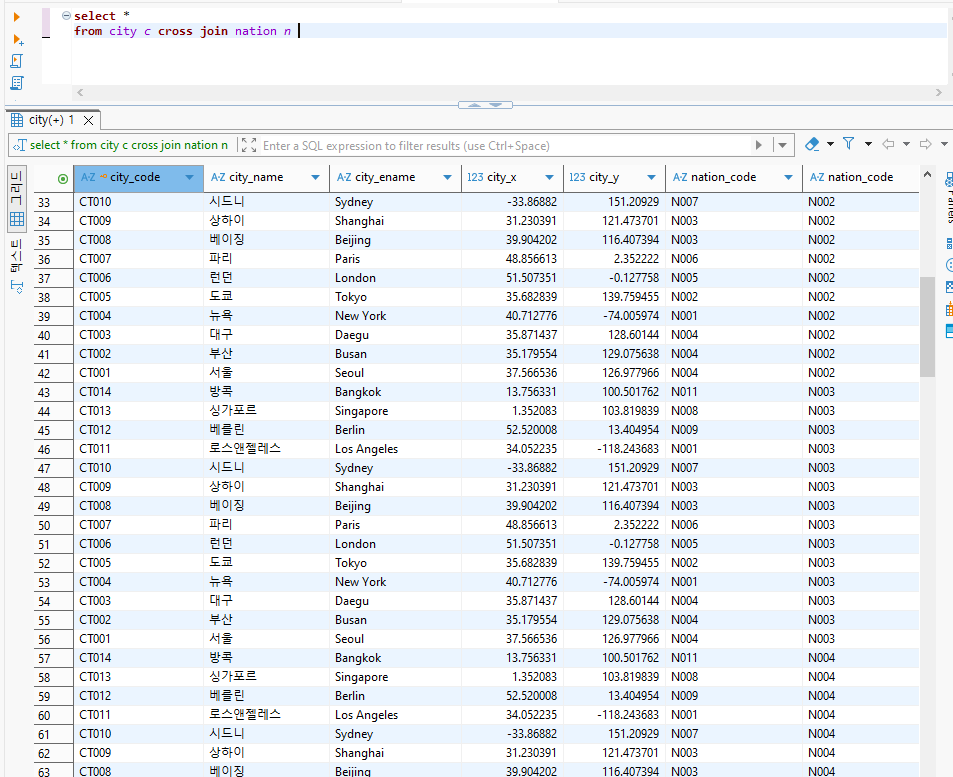 select *
from city c cross join nation n
city(+) 1
select * from city c cross join nation n Enter a SQL expression to filter results (use Ctrl+Space)
A-Z city_code A-Z city_name A-Z city_ename 123 city_x 123 city_y A-Z nation_code A-Z nation_code
33 CT010 시드니 Sydney -33.86882 151.20929 N007 N002
34 CT009 상하이 Shanghai 31.230391 121.473701 N003 N002
35 CT008 베이징 Beijing 39.904202 116.407394 N003 N002
36 CT007 파리 Paris 48.856613 2.352222 N006 N002
37 CT006 런던 London 51.507351 -0.127758 N005 N002
38 CT005 도쿄 Tokyo 35.682839 139.759455 N002 N002
39 CT004 뉴욕 New York 40.712776 -74.005974 N001 N002
40 CT003 대구 Daegu 35.871437 128.60144 N004 N002
41 CT002 부산 Busan 35.179554 129.075638 N004 N002
42 CT001 서울 Seoul 37.566536 126.977966 N004 N002
43 CT014 방콕 Bangkok 13.756331 100.501762 N011 N003
44 CT013 싱가포르 Singapore 1.352083 103.819839 N008 N003
45 CT012 베를린 Berlin 52.520008 13.404954 N009 N003
46 CT011 로스앤젤레스 Los Angeles 34.052235 -118.243683 N001 N003
47 CT010 시드니 Sydney -33.86882 151.20929 N007 N003
48 CT009 상하이 Shanghai 31.230391 121.473701 N003 N003
49 CT008 베이징 Beijing 39.904202 116.407394 N003 N003
50 CT007 파리 Paris 48.856613 2.352222 N006 N003
51 CT006 런던 London 51.507351 -0.127758 N005 N003
52 CT005 도쿄 Tokyo 35.682839 139.759455 N002 N003
53 CT004 뉴욕 New York 40.712776 -74.005974 N001 N003
54 CT003 대구 Daegu 35.871437 128.60144 N004 N003
55 CT002 부산 Busan 35.179554 129.075638 N004 N003
56 CT001 서울 Seoul 37.566536 126.977966 N004 N003
57 CT014 방콕 Bangkok 13.756331 100.501762 N011 N004
58 CT013 싱가포르 Singapore 1.352083 103.819839 N008 N004
59 CT012 베를린 Berlin 52.520008 13.404954 N009 N004
60 CT011 로스앤젤레스 Los Angeles 34.052235 -118.243683 N001 N004
61 CT010 시드니 Sydney -33.86882 151.20929 N007 N004
62 CT009 상하이 Shanghai 31.230391 121.473701 N003 N004
63 CT008 베이징 Beijing 39.904202 116.407394 N003 N004
그리드
텍스트
Panels